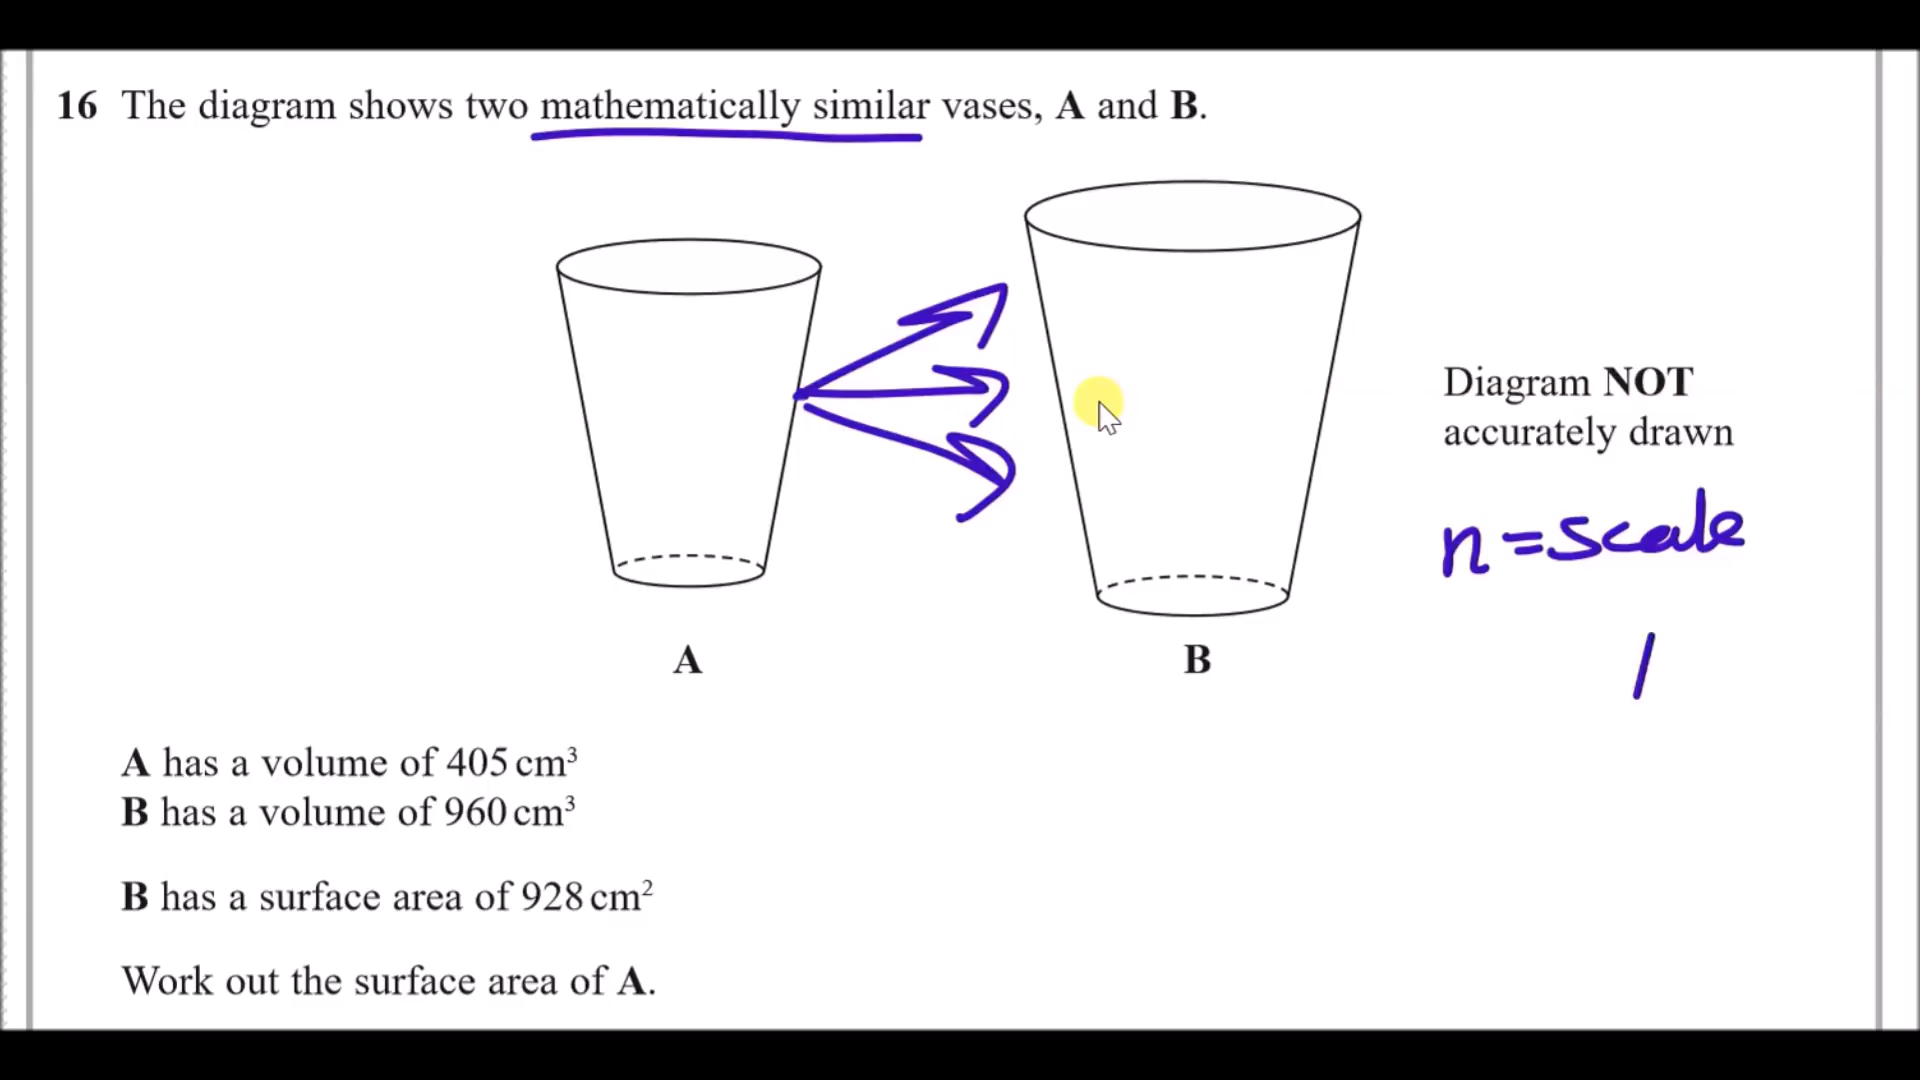 16 The diagram shows two mathematically similar vases, A and B.
Diagram NOT
accurately drawn
n=scale
A
B
A has a volume of 405 cm³
B has a volume of 960 cm³
B has a surface area of 928 cm²
Work out the surface area of A.